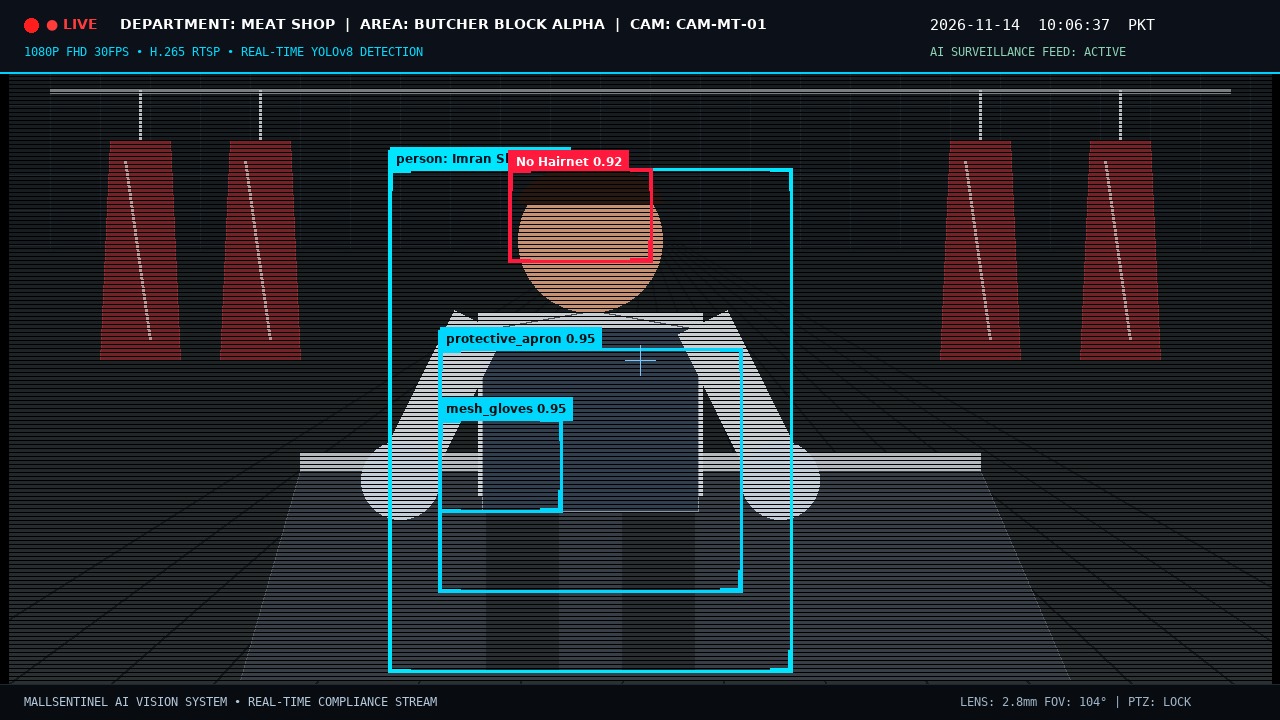 ● LIVE
DEPARTMENT: MEAT SHOP | AREA: BUTCHER BLOCK ALPHA | CAM: CAM-MT-01
2026-11-14 10:06:37 PKT
1080P FHD 30FPS • H.265 RTSP • REAL-TIME YOLOv8 DETECTION
AI SURVEILLANCE FEED: ACTIVE
person: Imran
No Hairnet 0.92
protective_apron 0.95
mesh_gloves 0.95
MALLSENTINEL AI VISION SYSTEM • REAL-TIME COMPLIANCE STREAM
LENS: 2.8mm FOV: 104° | PTZ: LOCK